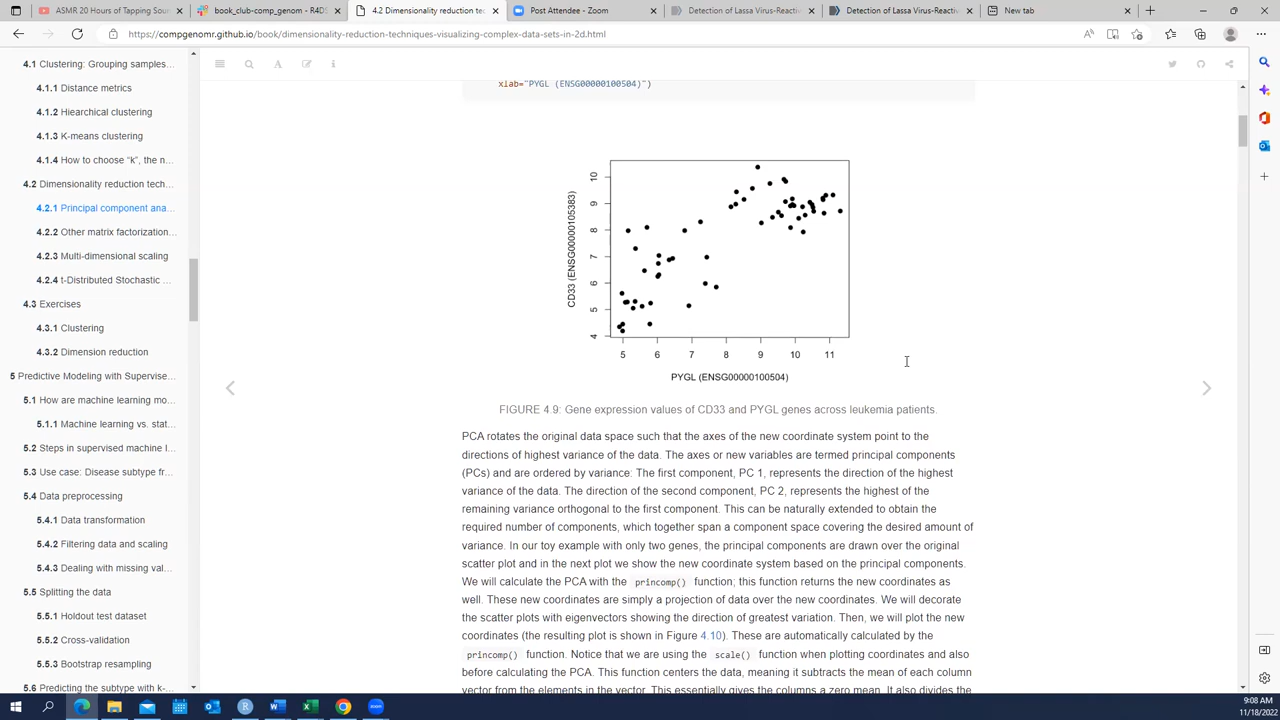 ASMR 20 Hours of Tapping Soun
book_club-comp_genom - R4DS
4.2 Dimensionality reduction tec
Post Attendee - Zoom
Detection of Lassa Virus-Reactiv
Detection of Lassa Virus-Reactiv
New tab
https://compgenomr.github.io/book/dimensionality-reduction-techniques-visualizing-complex-data-sets-in-2d.html
4.1 Clustering: Grouping samples…
4.1.1 Distance metrics
4.1.2 Hiearchical clustering
4.1.3 K-means clustering
4.1.4 How to choose “k”, the n…
4.2 Dimensionality reduction tech…
4.2.1 Principal component ana…
4.2.2 Other matrix factorization…
4.2.3 Multi-dimensional scaling
4.2.4 t-Distributed Stochastic …
4.3 Exercises
4.3.1 Clustering
4.3.2 Dimension reduction
5 Predictive Modeling with Supervise…
5.1 How are machine learning mo…
5.1.1 Machine learning vs. stat…
5.2 Steps in supervised machine l…
5.3 Use case: Disease subtype fr…
5.4 Data preprocessing
5.4.1 Data transformation
5.4.2 Filtering data and scaling
5.4.3 Dealing with missing val…
5.5 Splitting the data
5.5.1 Holdout test dataset
5.5.2 Cross-validation
5.5.3 Bootstrap resampling
5.6 Predicting the subtype with k-…
xlab="PYGL (ENSG00000100504)")
CD33 (ENSG00000105383)
10
9
8
7
6
5
4
5 6 7 8 9 10 11
PYGL (ENSG00000100504)
FIGURE 4.9: Gene expression values of CD33 and PYGL genes across leukemia patients.
PCA rotates the original data space such that the axes of the new coordinate system point to the
directions of highest variance of the data. The axes or new variables are termed principal components
(PCs) and are ordered by variance: The first component, PC 1, represents the direction of the highest
variance of the data. The direction of the second component, PC 2, represents the highest of the
remaining variance orthogonal to the first component. This can be naturally extended to obtain the
required number of components, which together span a component space covering the desired amount of
variance. In our toy example with only two genes, the principal components are drawn over the original
scatter plot and in the next plot we show the new coordinate system based on the principal components.
We will calculate the PCA with the princomp() function; this function returns the new coordinates as
well. These new coordinates are simply a projection of data over the new coordinates. We will decorate
the scatter plots with eigenvectors showing the direction of greatest variation. Then, we will plot the new
coordinates (the resulting plot is shown in Figure 4.10). These are automatically calculated by the
princomp() function. Notice that we are using the scale() function when plotting coordinates and also
before calculating the PCA. This function centers the data, meaning it subtracts the mean of each column
vector from the elements in the vector. This essentially gives the columns a zero mean. It also divides the
9:08 AM
11/18/2022